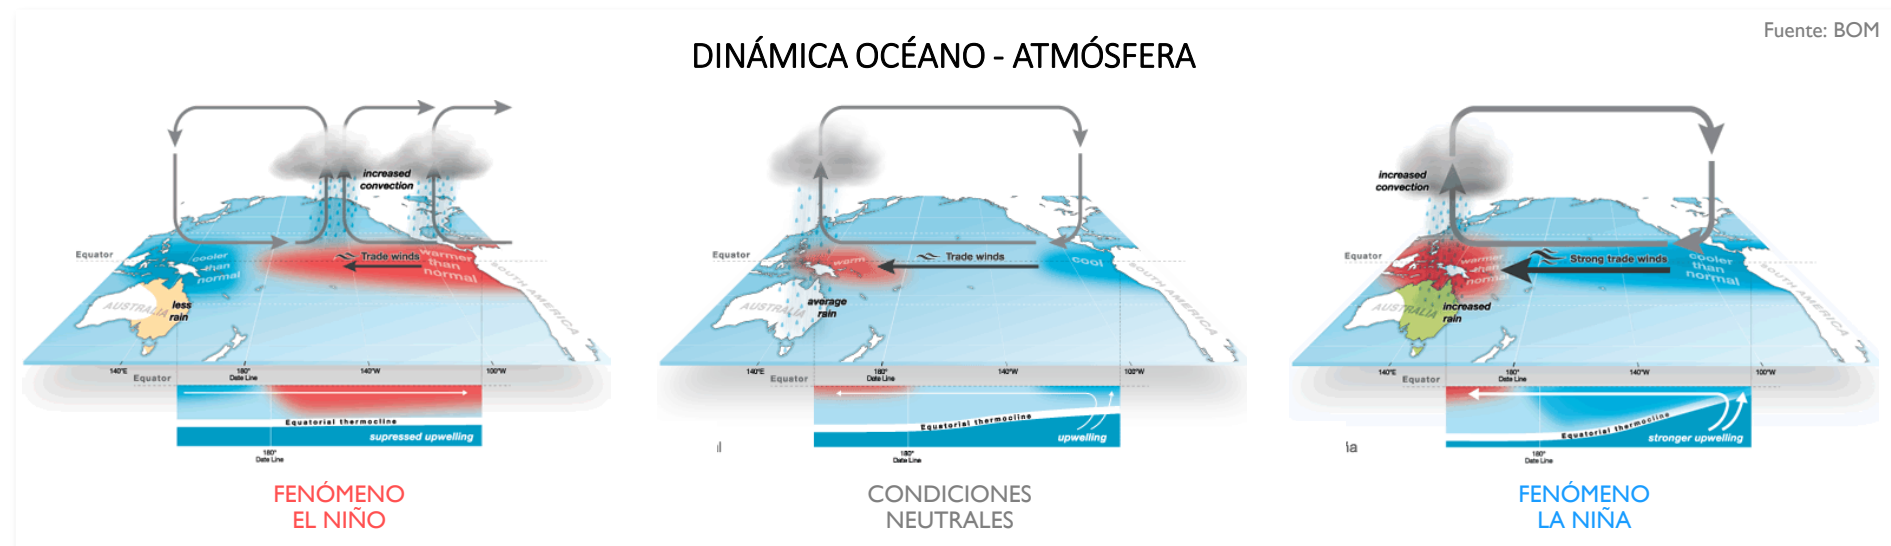 Fuente: BOM
DINÁMICA OCÉANO - ATMÓSFERA
increased
convection
Equator
cooler
than
normal
Trade winds
warmer
than
normal
SOUTH AMERICA
AUSTRALIA
less
rain
140°E
180°
Date Line
140°W
100°W
Equator
Equatorial thermocline
supressed upwelling
180°
Date Line
FENÓMENO
EL NIÑO
Equator
warm
Trade winds
cool
SOUTH AMERICA
AUSTRALIA
average
rain
140°E
180°
Date Line
140°W
100°W
Equator
Equatorial thermocline
upwelling
180°
Date Line
CONDICIONES
NEUTRALES
increased
convection
Equator
warmer
than
normal
Strong trade winds
cooler
than
normal
SOUTH AMERICA
AUSTRALIA
increased
rain
140°E
180°
Date Line
140°W
100°W
Equator
Equatorial thermocline
stronger upwelling
180°
Date Line
FENÓMENO
LA NIÑA